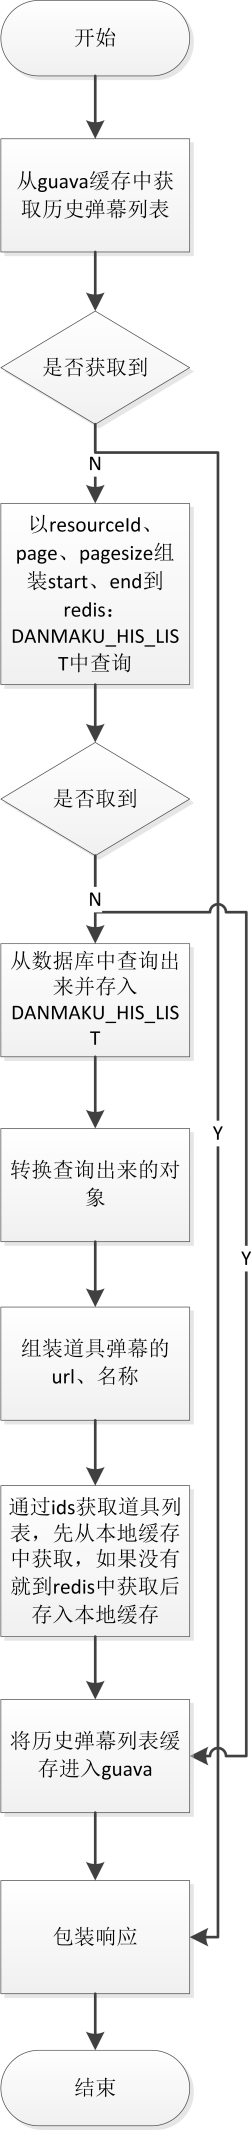 开始
从guava缓存中获
取历史弹幕列表
是否获取到
N
以resourceId、
page、pagesize组
装start、end到
redis：
DANMAKU_HIS_LIS
T中查询
是否取到
N
从数据库中查询出
来并存入
DANMAKU_HIS_LIS
T
Y
转换查询出来的对
象
Y
组装道具弹幕的
url、名称
通过ids获取道具列
表，先从本地缓存
中获取，如果没有
就到redis中获取后
存入本地缓存
将历史弹幕列表缓
存进入guava
包装响应
结束